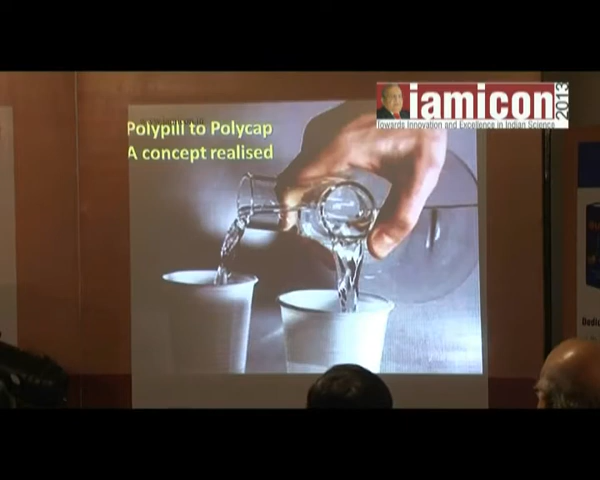 Polypill to Polycap
A concept realised
iamicon 2013
Towards Innovation and Excellence in Indian Science